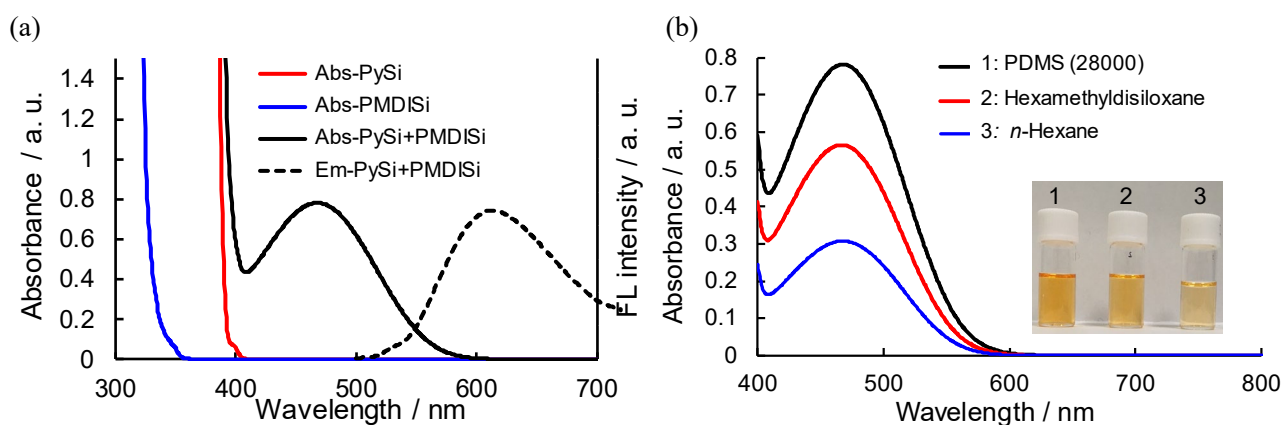 (a)
1.4
1.2
1
0.8
0.6
0.4
0.2
0
300
400
500
600
700
Absorbance / a. u.
Wavelength / nm
FL intensity / a. u.
Abs-PySi
Abs-PMDISi
Abs-PySi+PMDISi
Em-PySi+PMDISi
(b)
0.8
0.7
0.6
0.5
0.4
0.3
0.2
0.1
0
400
500
600
700
800
Absorbance / a. u.
Wavelength / nm
1: PDMS (28000)
2: Hexamethyldisiloxane
3: n-Hexane
1 2 3